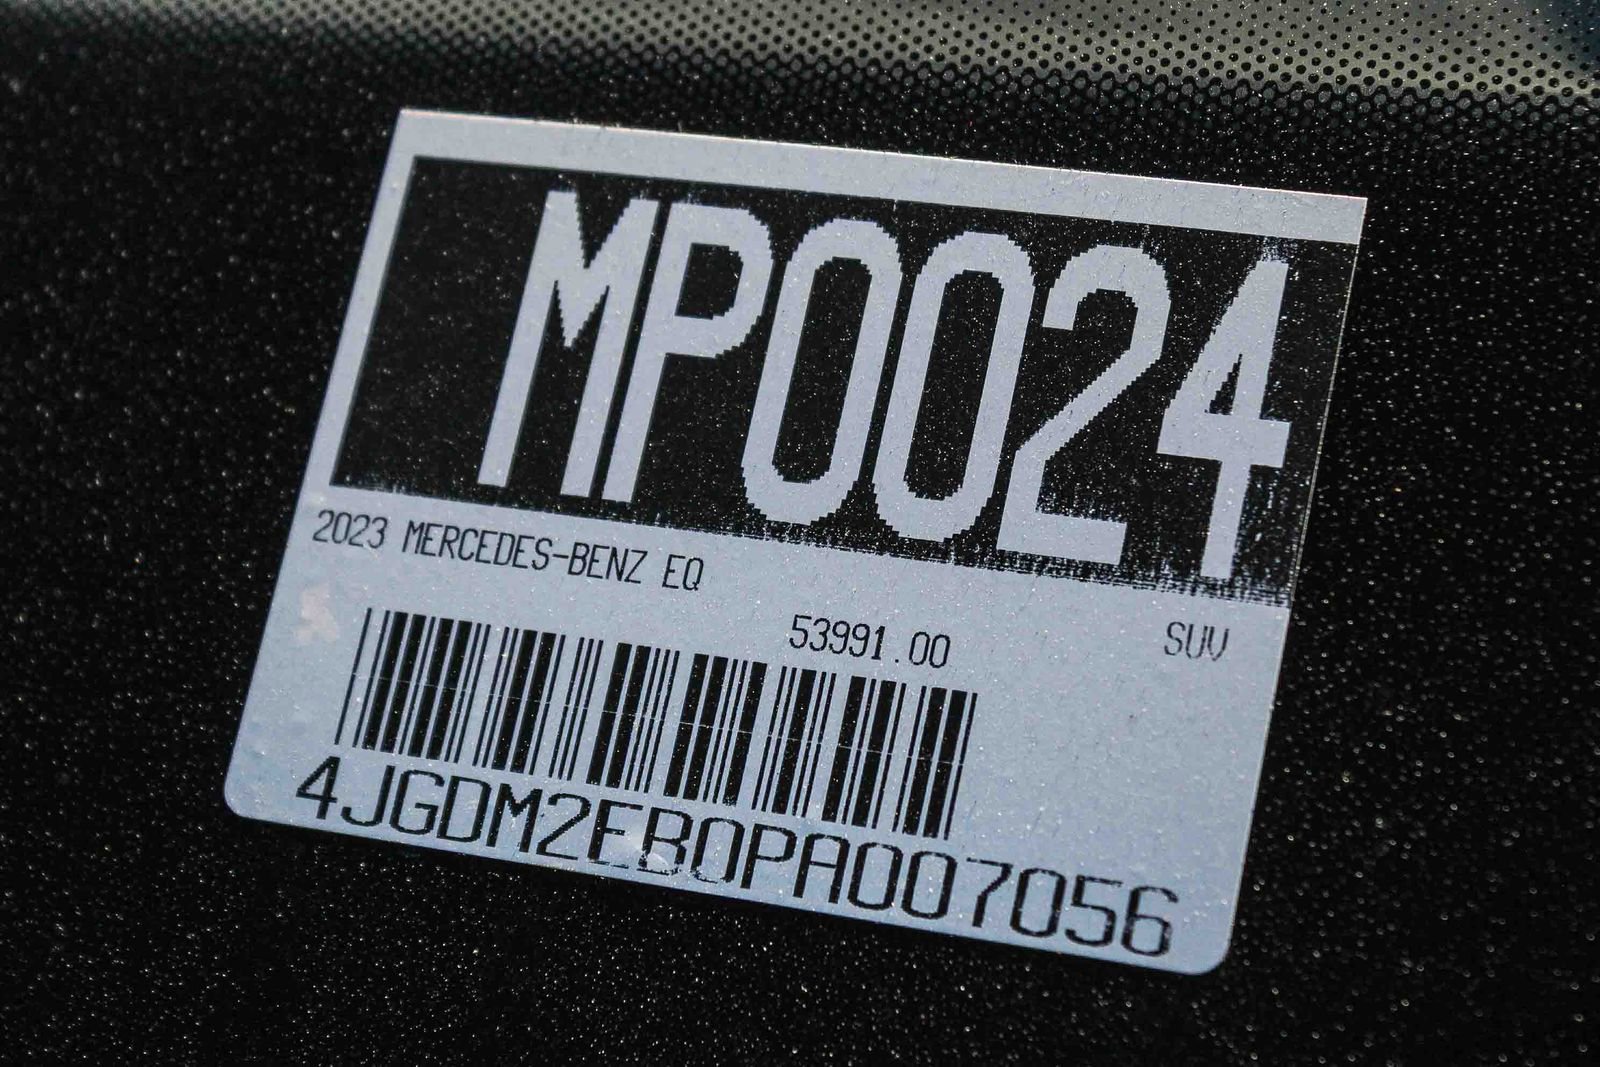 MP0024
2023 MERCEDES-BENZ EQ
53991.00
SUV
4JGDM2EB0PA007056